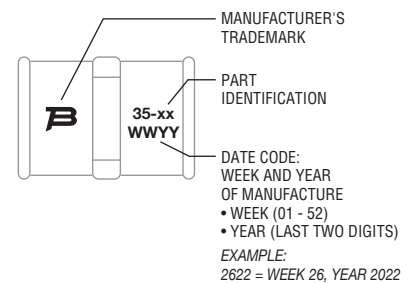 MANUFACTURER'S
TRADEMARK
35-xx
WWYY
PART
IDENTIFICATION
DATE CODE:
WEEK AND YEAR
OF MANUFACTURE
• WEEK (01 - 52)
• YEAR (LAST TWO DIGITS)
EXAMPLE:
2622 = WEEK 26, YEAR 2022